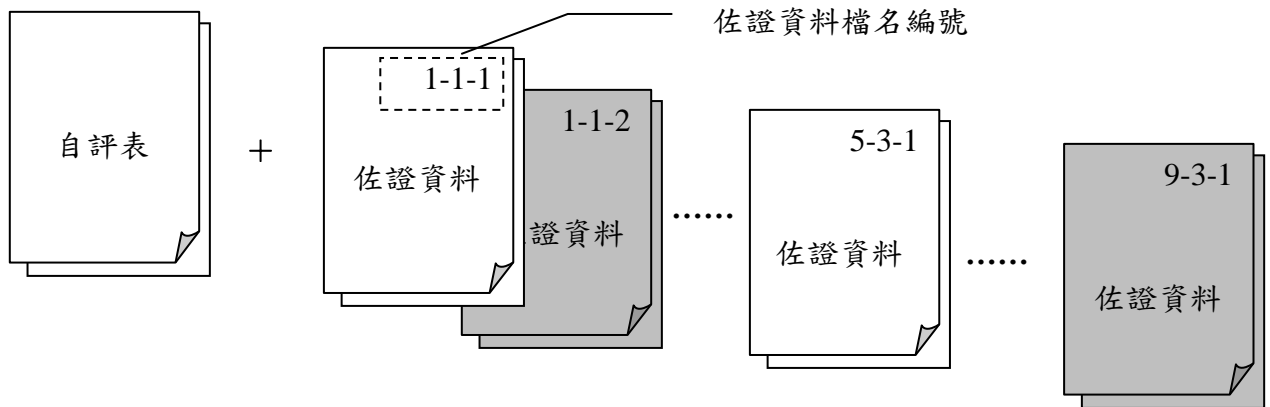 佐證資料檔名編號
1-1-1
1-1-2
5-3-1
9-3-1
自評表
+
佐證資料
證資料
......
佐證資料
......
佐證資料